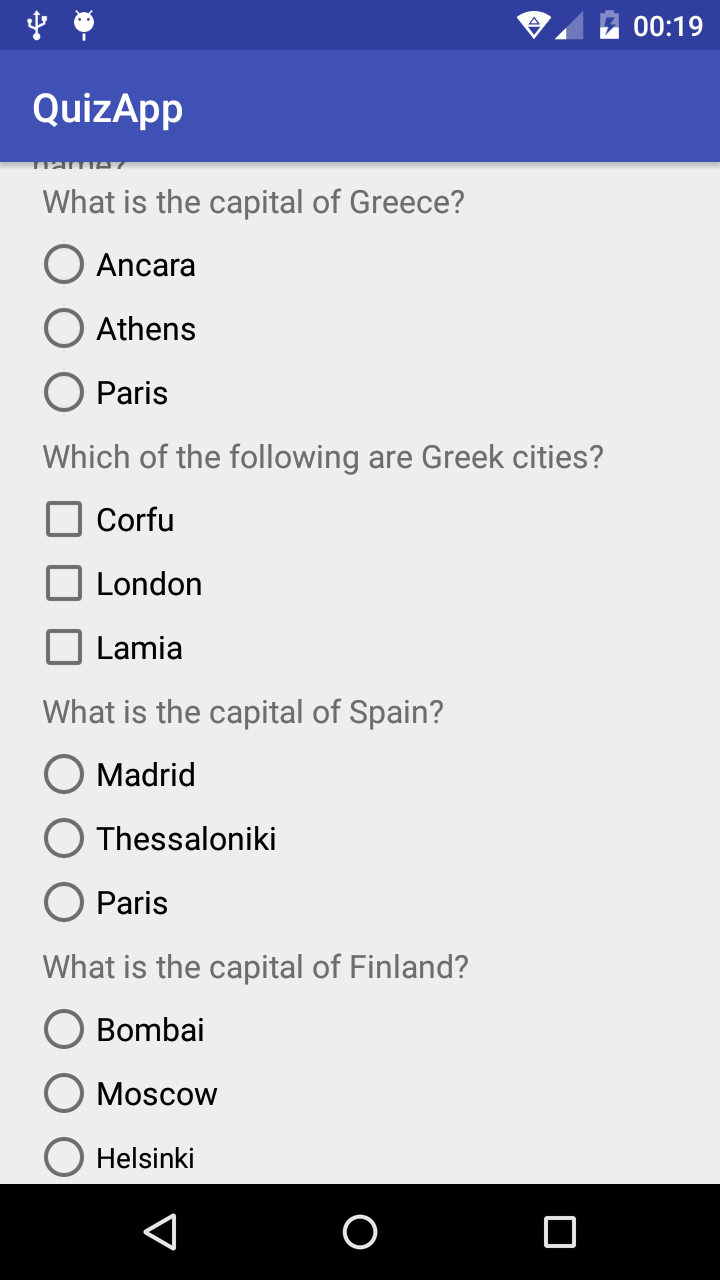 00:19
QuizApp
name?
What is the capital of Greece?
Ancara
Athens
Paris
Which of the following are Greek cities?
Corfu
London
Lamia
What is the capital of Spain?
Madrid
Thessaloniki
Paris
What is the capital of Finland?
Bombai
Moscow
Helsinki